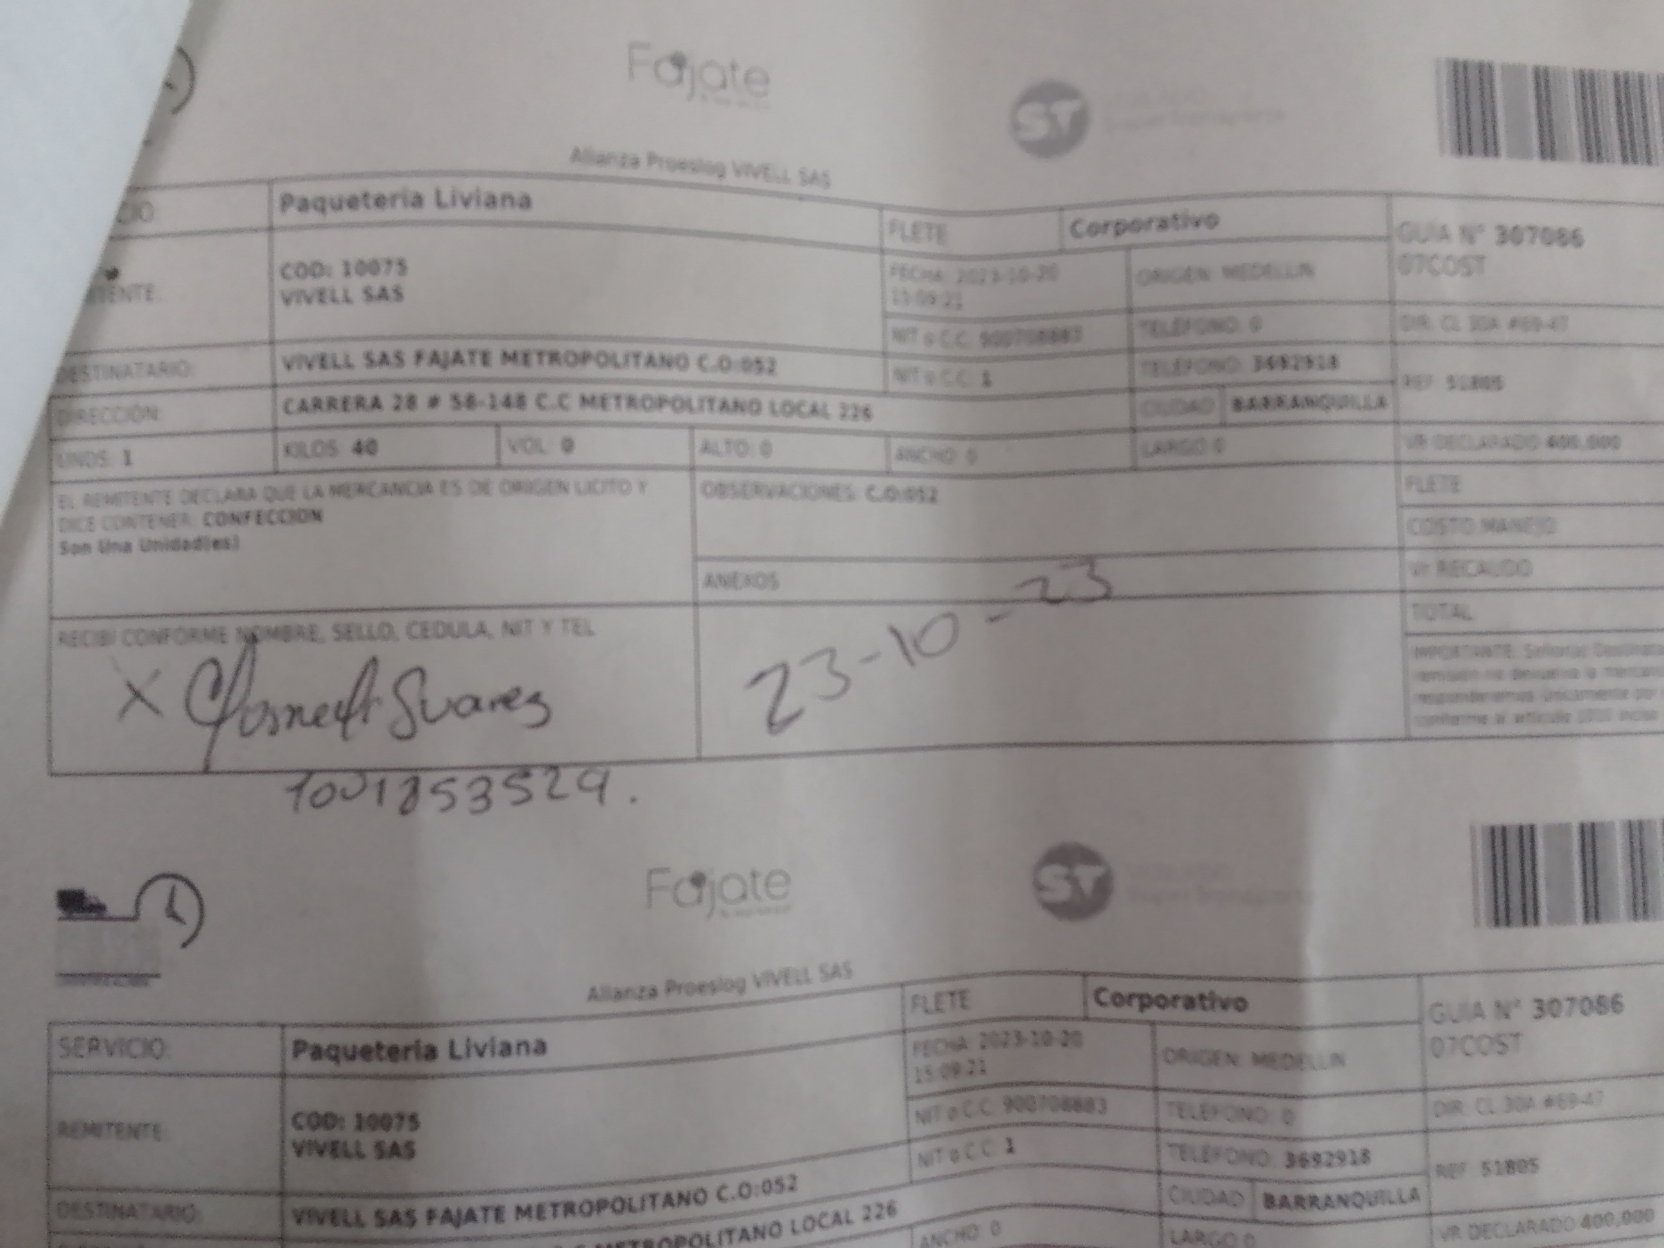 Fajate
ST
Alianza Proeslog VIVELL SAS
Paqueteria Liviana
FLETE
Corporativo
GUIA N° 307086
07COST
COD: 10075
VIVELL SAS
FECHA: 2023-10-20
15:09:21
ORIGEN: MEDELLIN
NIT o C.C: 900708883
TELEFONO: 0
DIR: CL 30A #69-47
DESTINATARIO:
VIVELL SAS FAJATE METROPOLITANO C.O:052
NIT o C.C: 1
TELEFONO: 3692918
REF: 51805
DIRECCIÓN:
CARRERA 28 # 58-148 C.C METROPOLITANO LOCAL 226
CIUDAD
BARRANQUILLA
UNDS: 1
KILOS: 40
VOL: 0
ALTO: 0
ANCHO: 0
LARGO 0
VR DECLARADO 400,000
EL REMITENTE DECLARA QUE LA MERCANCIA ES DE ORIGEN LICITO Y
DICE CONTENER: CONFECCION
Son Una Unidad(es)
OBSERVACIONES: C.O:052
FLETE
COSTO MANEJO
ANEXOS
Vr RECAUDO
TOTAL
RECIBI CONFORME NOMBRE, SELLO, CEDULA, NIT Y TEL
X Suares
23-10-23
1001853529.
Fajate
ST
Alianza Proeslog VIVELL SAS
SERVICIO:
Paqueteria Liviana
FLETE
Corporativo
GUIA N° 307086
07COST
REMITENTE:
COD: 10075
VIVELL SAS
FECHA: 2023-10-20
15:09:21
ORIGEN: MEDELLIN
NIT o C.C: 900708883
TELEFONO: 0
DIR: CL 30A #69-47
DESTINATARIO:
VIVELL SAS FAJATE METROPOLITANO C.O:052
NIT o C.C: 1
TELEFONO: 3692918
REF: 51805
METROPOLITANO LOCAL 226
CIUDAD
BARRANQUILLA
ANCHO: 0
LARGO 0
VR DECLARADO 400,000